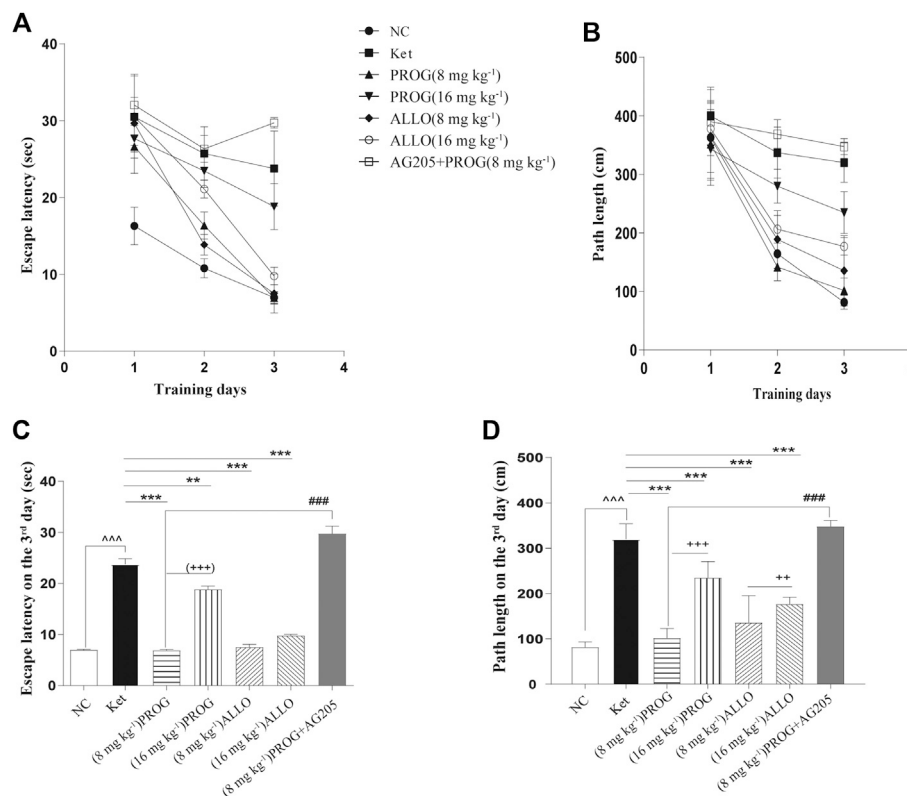 A
Escape latency (sec)
40
30
20
10
0
0
1
2
3
4
Training days
NC
Ket
PROG(8 mg kg⁻¹)
PROG(16 mg kg⁻¹)
ALLO(8 mg kg⁻¹)
ALLO(16 mg kg⁻¹)
AG205+PROG(8 mg kg⁻¹)
B
Path length (cm)
500
400
300
200
100
0
0
1
2
3
Training days
C
Escape latency on the 3rd day (sec)
40
30
20
10
0
***
***
**
***
###
^^^
(+++)
NC
Ket
(8 mg kg⁻¹)PROG
(16 mg kg⁻¹)PROG
(8 mg kg⁻¹)ALLO
(16 mg kg⁻¹)ALLO
(8 mg kg⁻¹)PROG+AG205
D
Path length on the 3rd day (cm)
500
400
300
200
100
0
***
***
***
***
###
^^^
+++
++
NC
Ket
(8 mg kg⁻¹)PROG
(16 mg kg⁻¹)PROG
(8 mg kg⁻¹)ALLO
(16 mg kg⁻¹)ALLO
(8 mg kg⁻¹)PROG+AG205